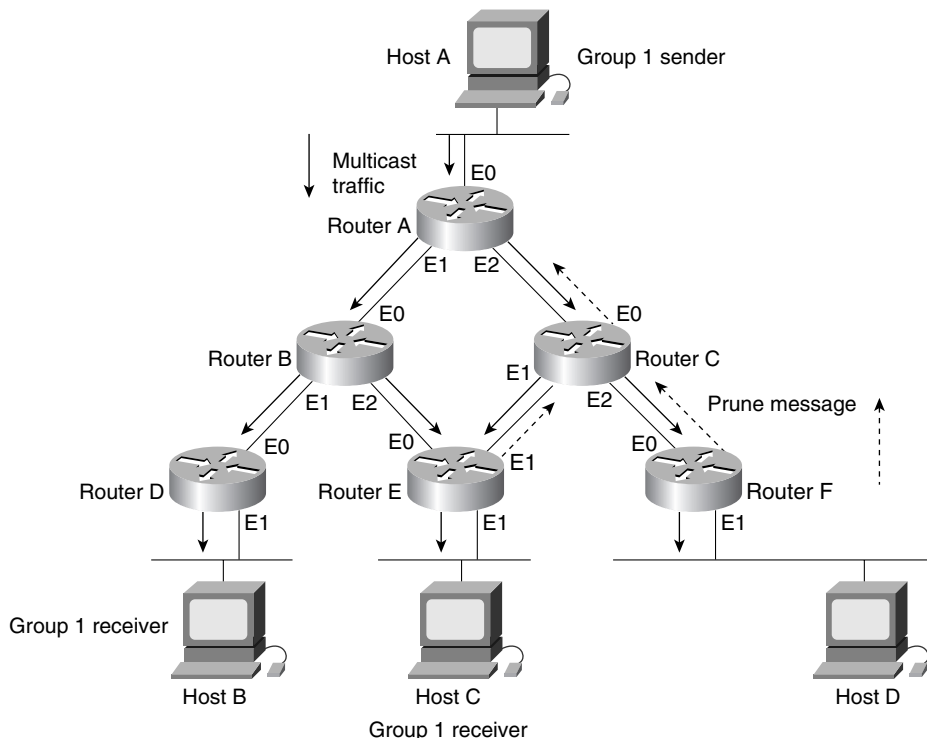 Host A
Group 1 sender
Multicast
traffic
E0
Router A
E1
E2
E0
E0
Router B
Router C
E1
E2
E1
E2
Prune message
E0
E0
E1
E0
Router D
Router E
Router F
E1
E1
E1
Group 1 receiver
Host B
Host C
Host D
Group 1 receiver